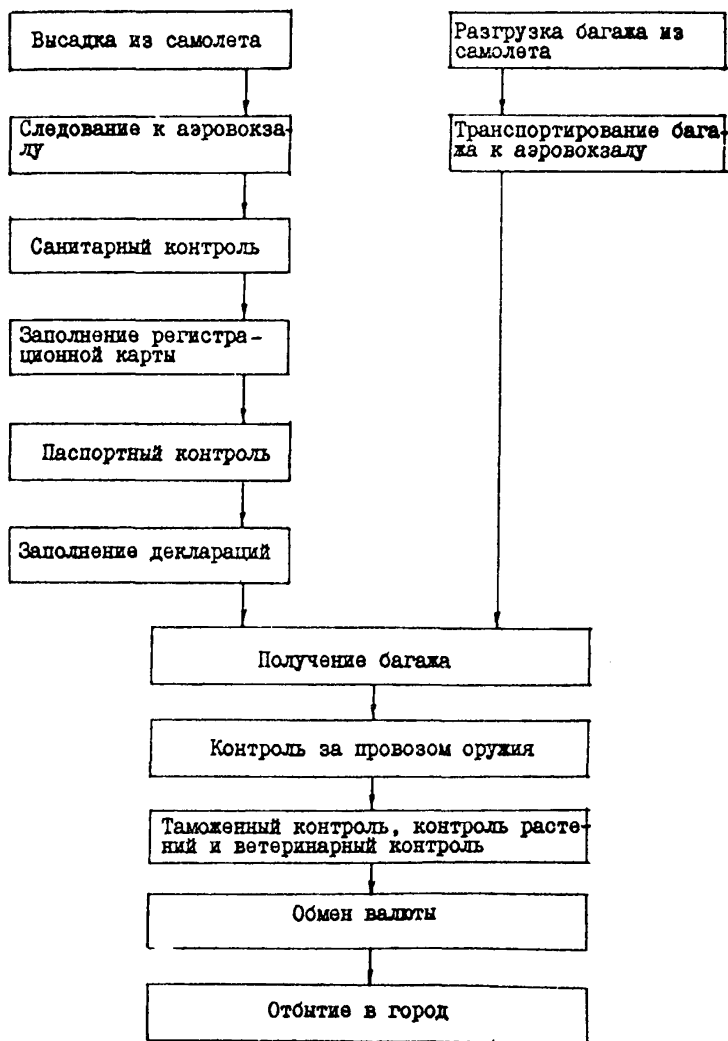 Высадка из самолета
Разгрузка багажа из
самолета
Следование к аэровокза-
лу
Транспортирование бага-
жа к аэровокзалу
Санитарный контроль
Заполнение регистра-
ционной карты
Паспортный контроль
Заполнение деклараций
Получение багажа
Контроль за провозом оружия
Таможенный контроль, контроль расте-
ний и ветеринарный контроль
Обмен валюты
Отбытие в город